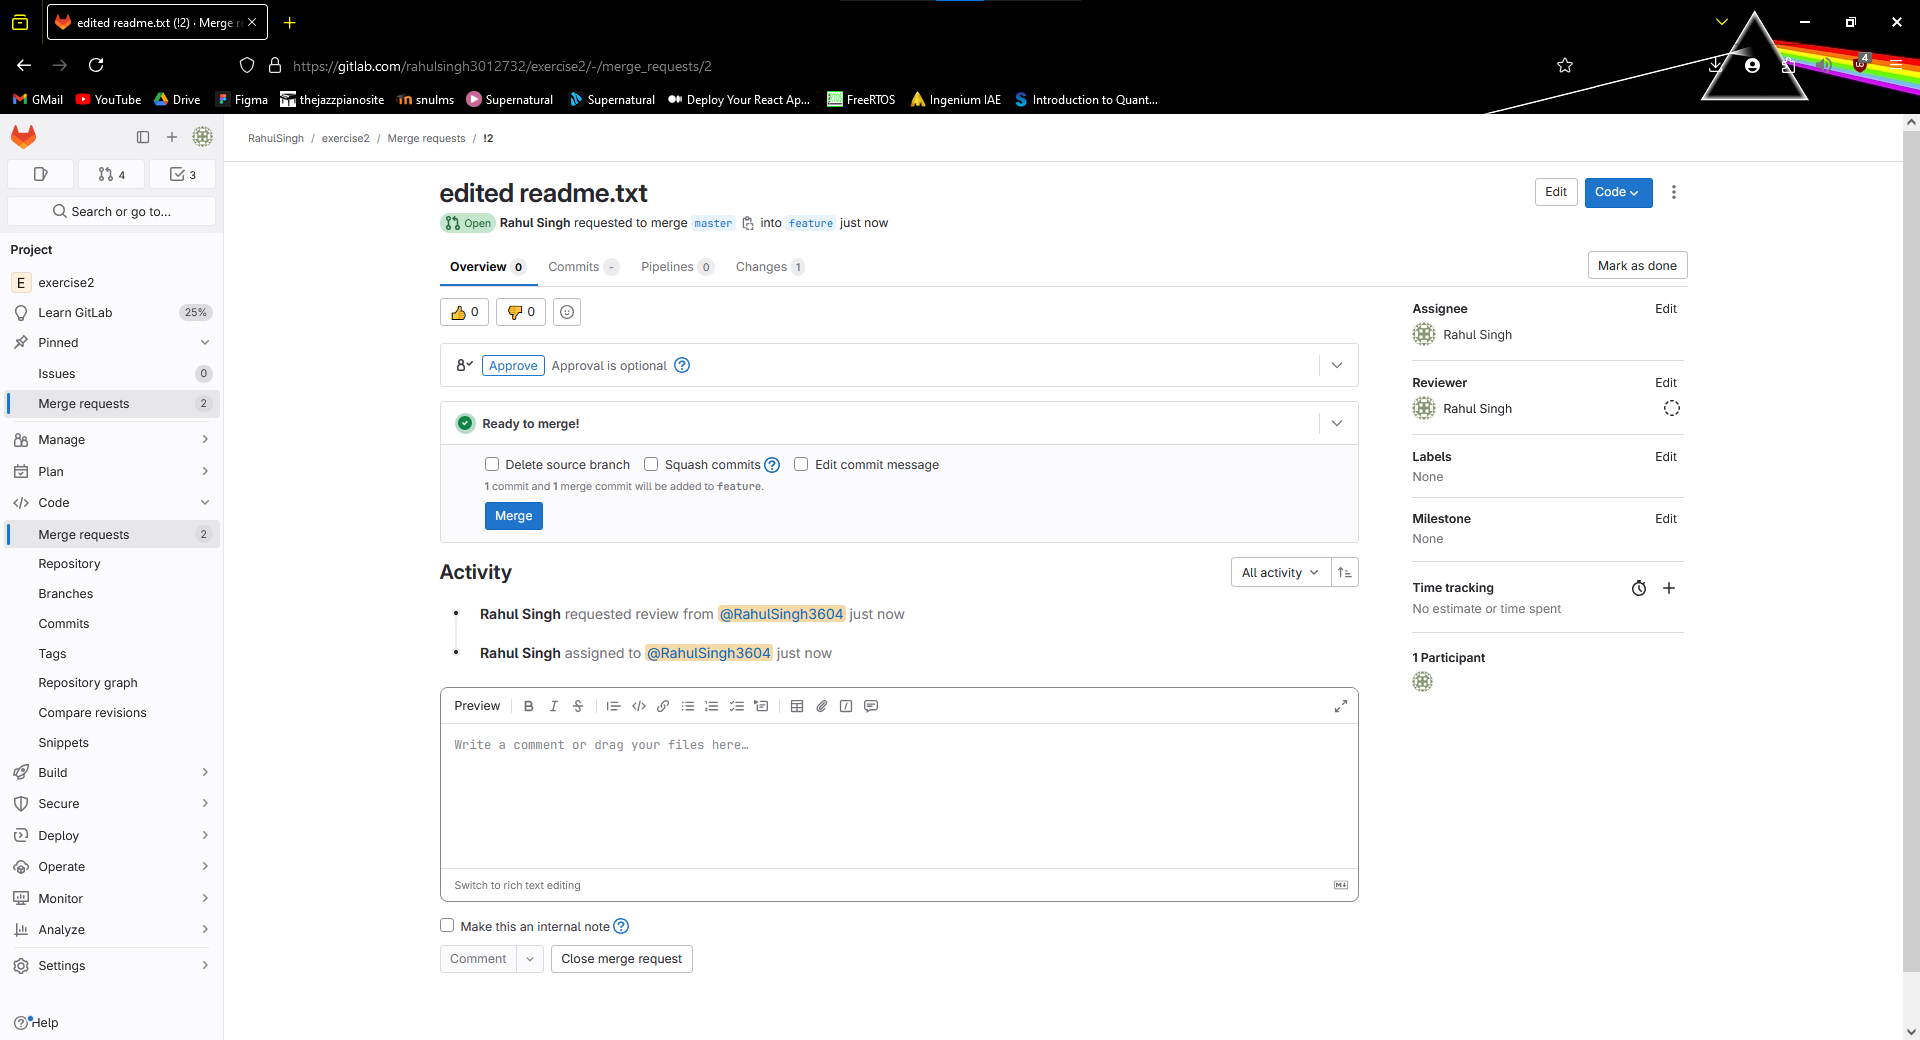 edited readme.txt (!2) · Merge r
https://gitlab.com/rahulsingh3012732/exercise2/-/merge_requests/2
4
GMail YouTube Drive Figma thejazzpianosite snulms Supernatural Supernatural Deploy Your React Ap... FreeRTOS Ingenium IAE Introduction to Quant...
4 3
Search or go to...
Project
E exercise2
Learn GitLab 25%
Pinned
Issues 0
Merge requests 2
Manage
Plan
Code
Merge requests 2
Repository
Branches
Commits
Tags
Repository graph
Compare revisions
Snippets
Build
Secure
Deploy
Operate
Monitor
Analyze
Settings
Help
RahulSingh / exercise2 / Merge requests / !2
edited readme.txt
Edit Code
Open Rahul Singh requested to merge master into feature just now
Overview 0 Commits - Pipelines 0 Changes 1
Mark as done
0 0
Approve Approval is optional
Ready to merge!
Delete source branch Squash commits Edit commit message
1 commit and 1 merge commit will be added to feature.
Merge
Activity
All activity
Rahul Singh requested review from @RahulSingh3604 just now
Rahul Singh assigned to @RahulSingh3604 just now
Preview B I S
Write a comment or drag your files here…
Switch to rich text editing
Make this an internal note
Comment Close merge request
Assignee Edit
Rahul Singh
Reviewer Edit
Rahul Singh
Labels Edit
None
Milestone Edit
None
Time tracking
No estimate or time spent
1 Participant